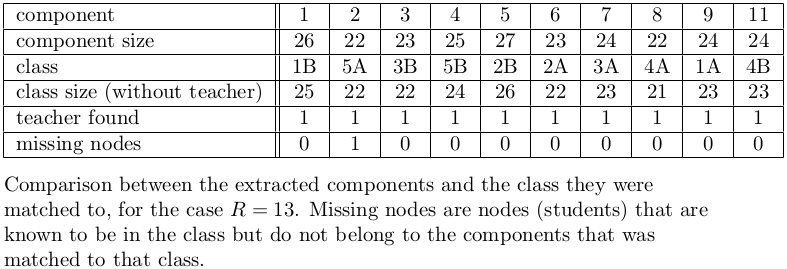 component 1 2 3 4 5 6 7 8 9 11
component size 26 22 23 25 27 23 24 22 24 24
class 1B 5A 3B 5B 2B 2A 3A 4A 1A 4B
class size (without teacher) 25 22 22 24 26 22 23 21 23 23
teacher found 1 1 1 1 1 1 1 1 1 1
missing nodes 0 1 0 0 0 0 0 0 0 0
Comparison between the extracted components and the class they were
matched to, for the case R = 13. Missing nodes are nodes (students) that are
known to be in the class but do not belong to the components that was
matched to that class.